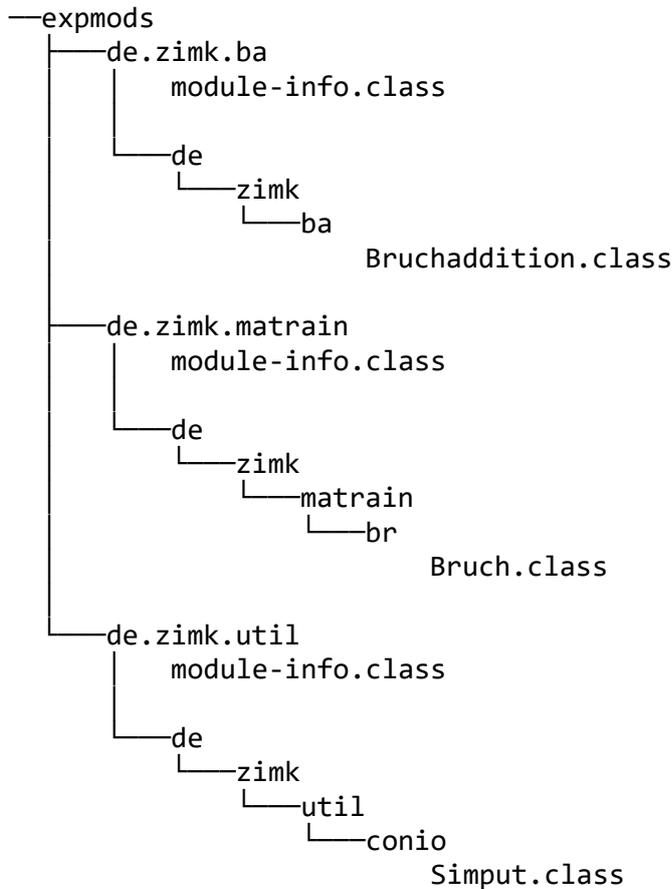 expmods
de.zimk.ba
module-info.class
de
zimk
ba
Bruchaddition.class
de.zimk.matrain
module-info.class
de
zimk
matrain
br
Bruch.class
de.zimk.util
module-info.class
de
zimk
util
conio
Simput.class